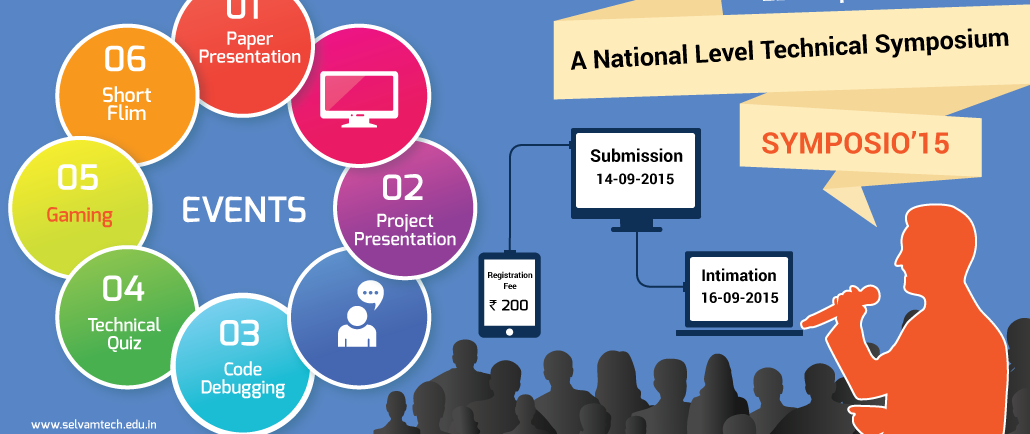 01
Paper
Presentation
02
Project
Presentation
03
Code
Debugging
04
Technical
Quiz
05
Gaming
06
Short
Flim
EVENTS
A National Level Technical Symposium
SYMPOSIO'15
Submission
14-09-2015
Registration
Fee
₹ 200
Intimation
16-09-2015
www.selvamtech.edu.in